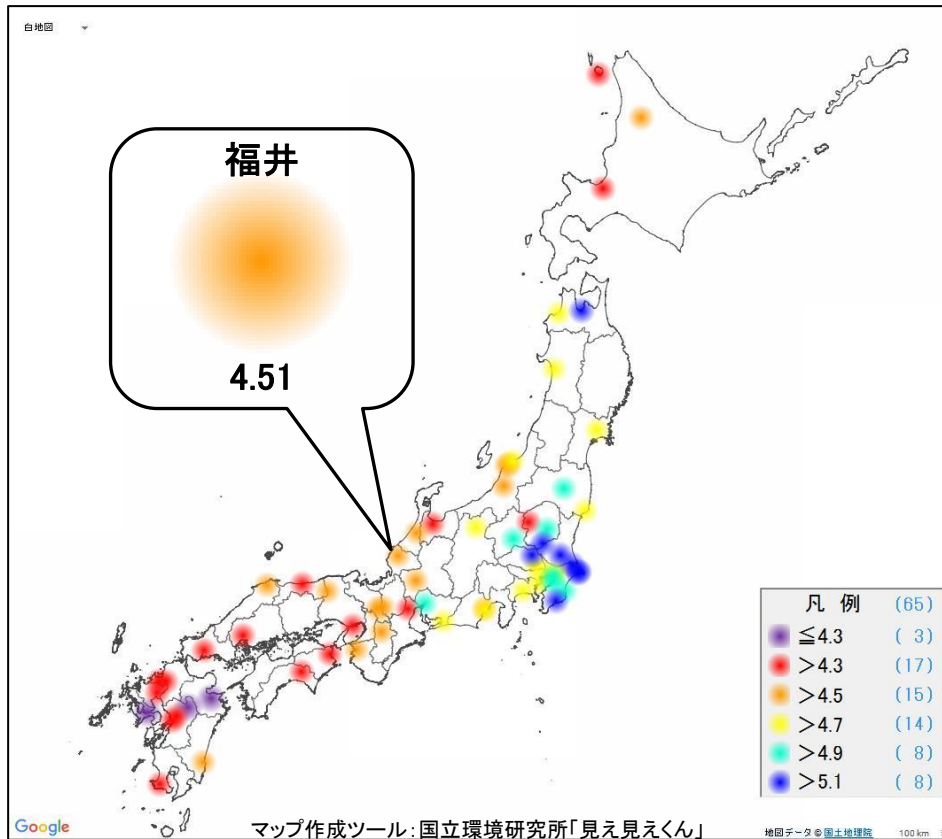 白地図
福井
4.51
凡例 (65)
≦4.3 ( 3)
＞4.3 (17)
＞4.5 (15)
＞4.7 (14)
＞4.9 ( 8)
＞5.1 ( 8)
Google
マップ作成ツール:国立環境研究所「見え見えくん」
地図データ © 国土地理院 100 km